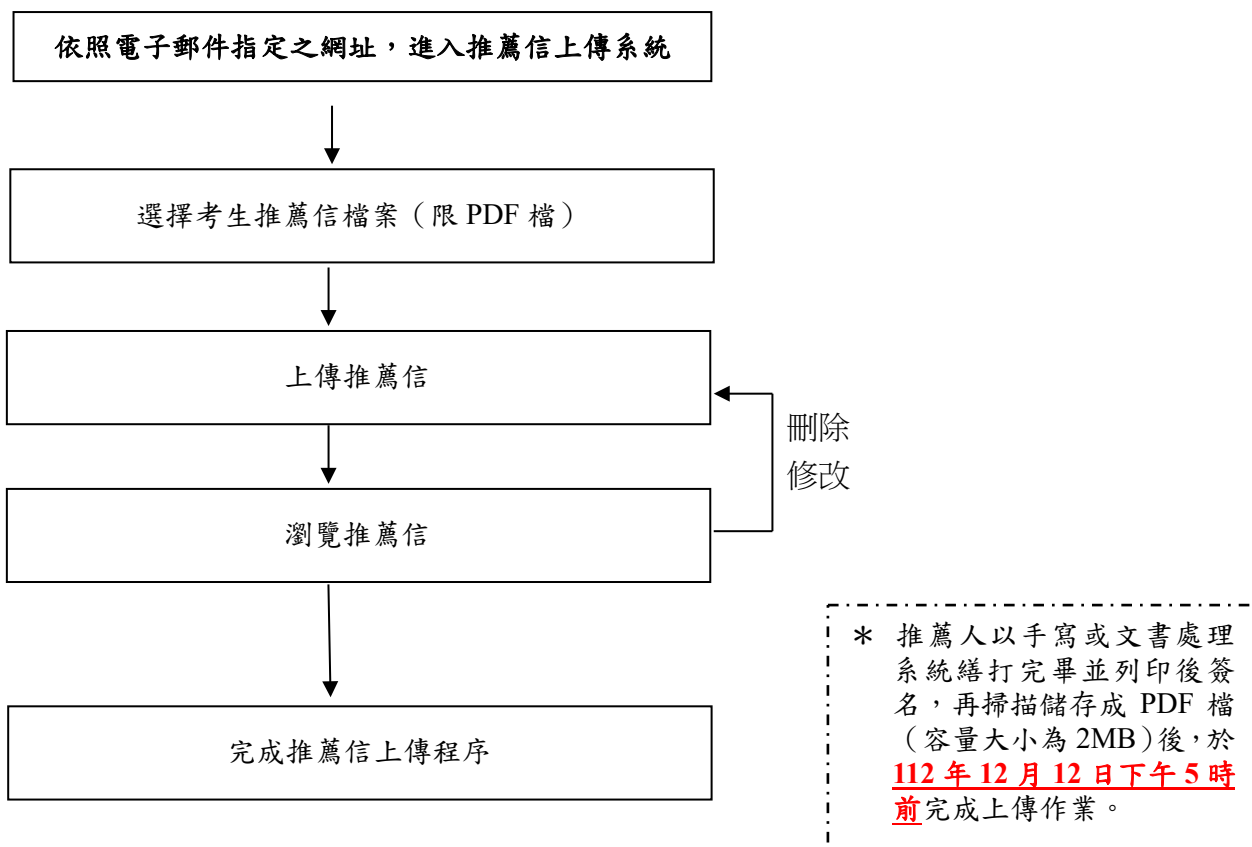 依照電子郵件指定之網址，進入推薦信上傳系統
選擇考生推薦信檔案（限 PDF 檔）
上傳推薦信
刪除
修改
瀏覽推薦信
完成推薦信上傳程序
＊ 推薦人以手寫或文書處理
系統繕打完畢並列印後簽
名，再掃描儲存成 PDF 檔
（容量大小為 2MB）後，於
112 年 12 月 12 日下午 5 時
前完成上傳作業。